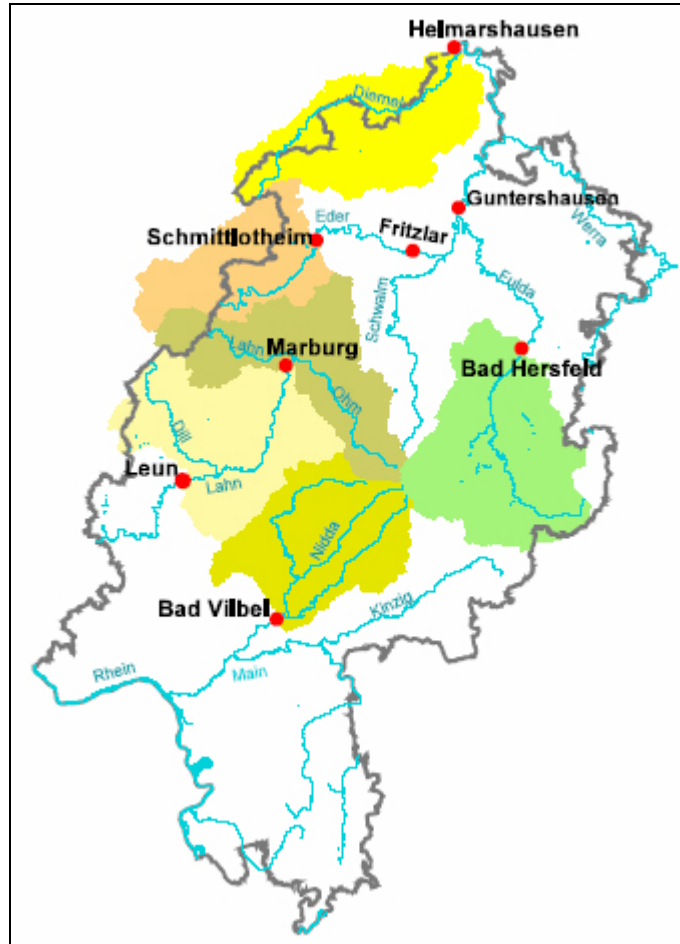 Helmarshausen
Diemel
Guntershausen
Eder
Fritzlar
Schmittlotheim
Werra
Fulda
Schwalm
Lahn
Marburg
Bad Hersfeld
Ohm
Dill
Leun
Lahn
Nidda
Bad Vilbel
Kinzig
Rhein
Main